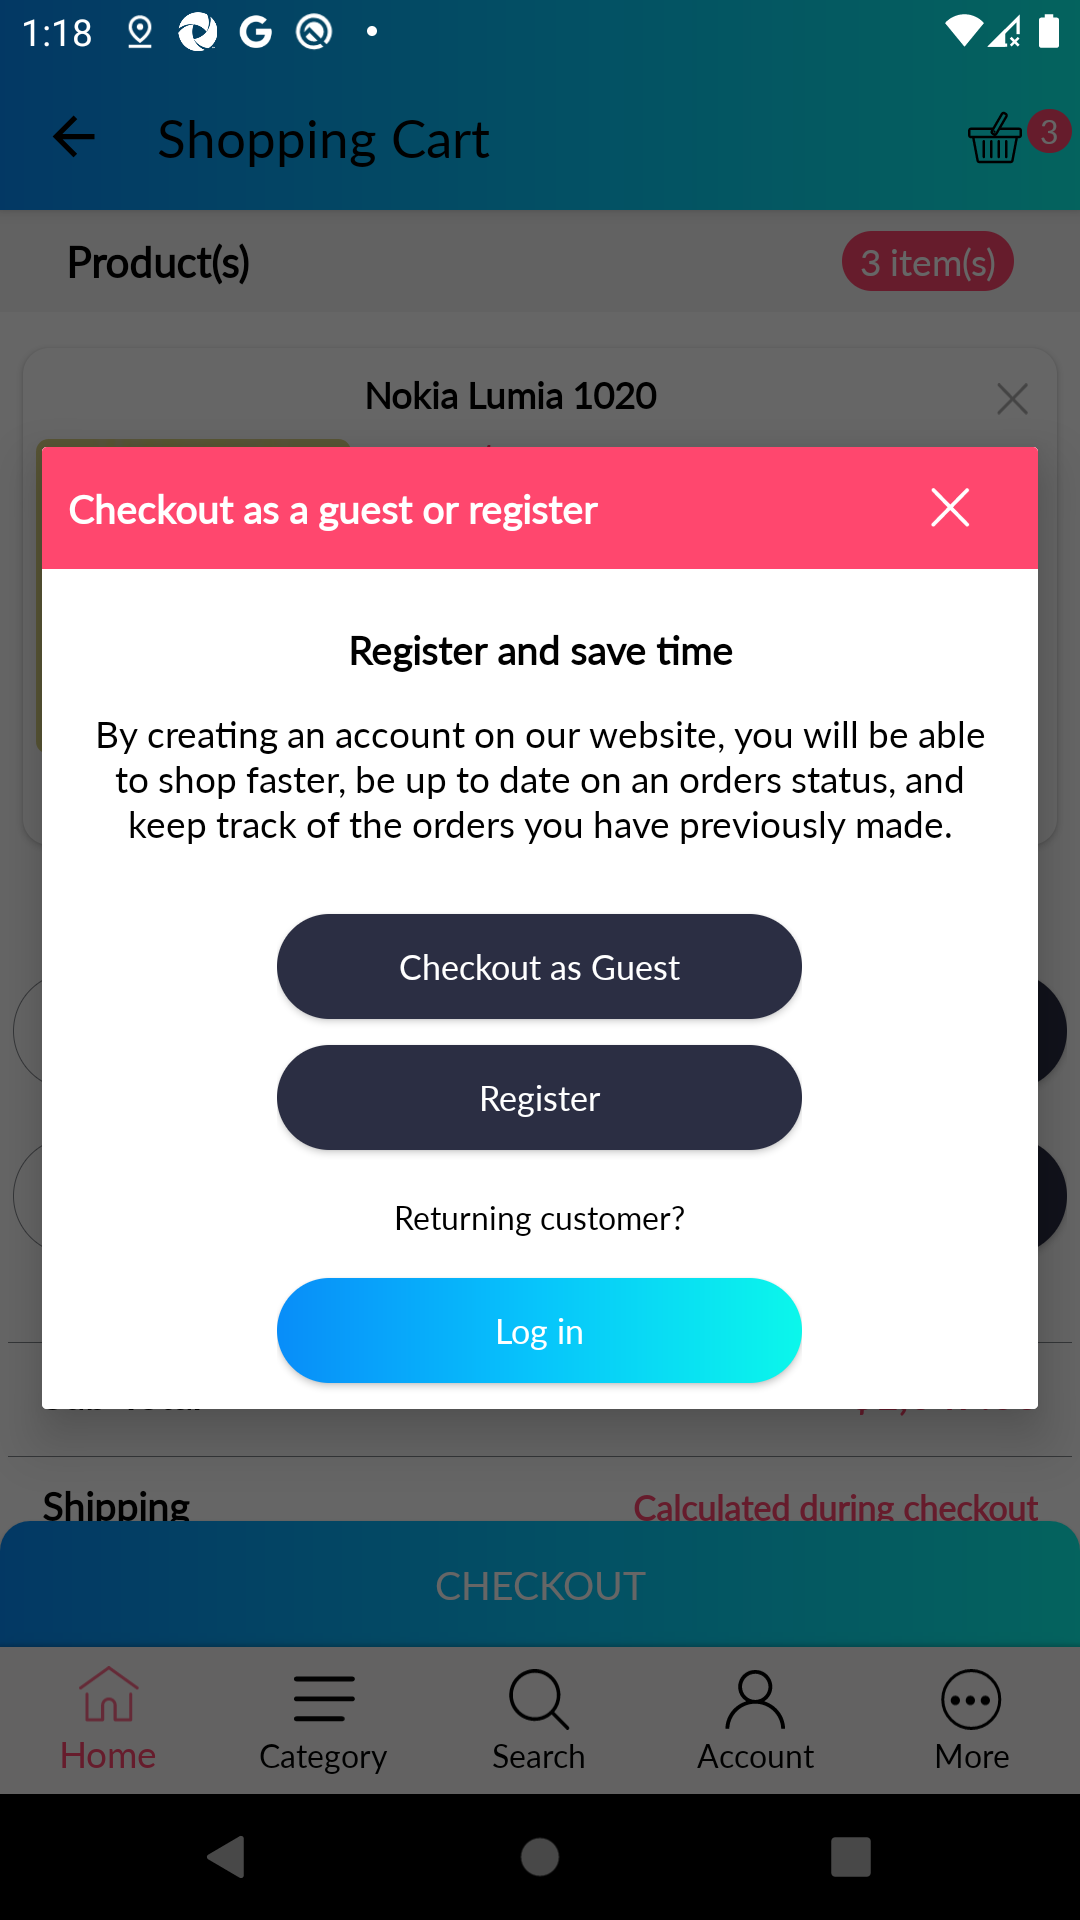 1:18
Shopping Cart
3
Product(s)
3 item(s)
Nokia Lumia 1020
Checkout as a guest or register
Register and save time
By creating an account on our website, you will be able
to shop faster, be up to date on an orders status, and
keep track of the orders you have previously made.
Checkout as Guest
Register
Returning customer?
Log in
Shipping
Calculated during checkout
CHECKOUT
Home
Category
Search
Account
More